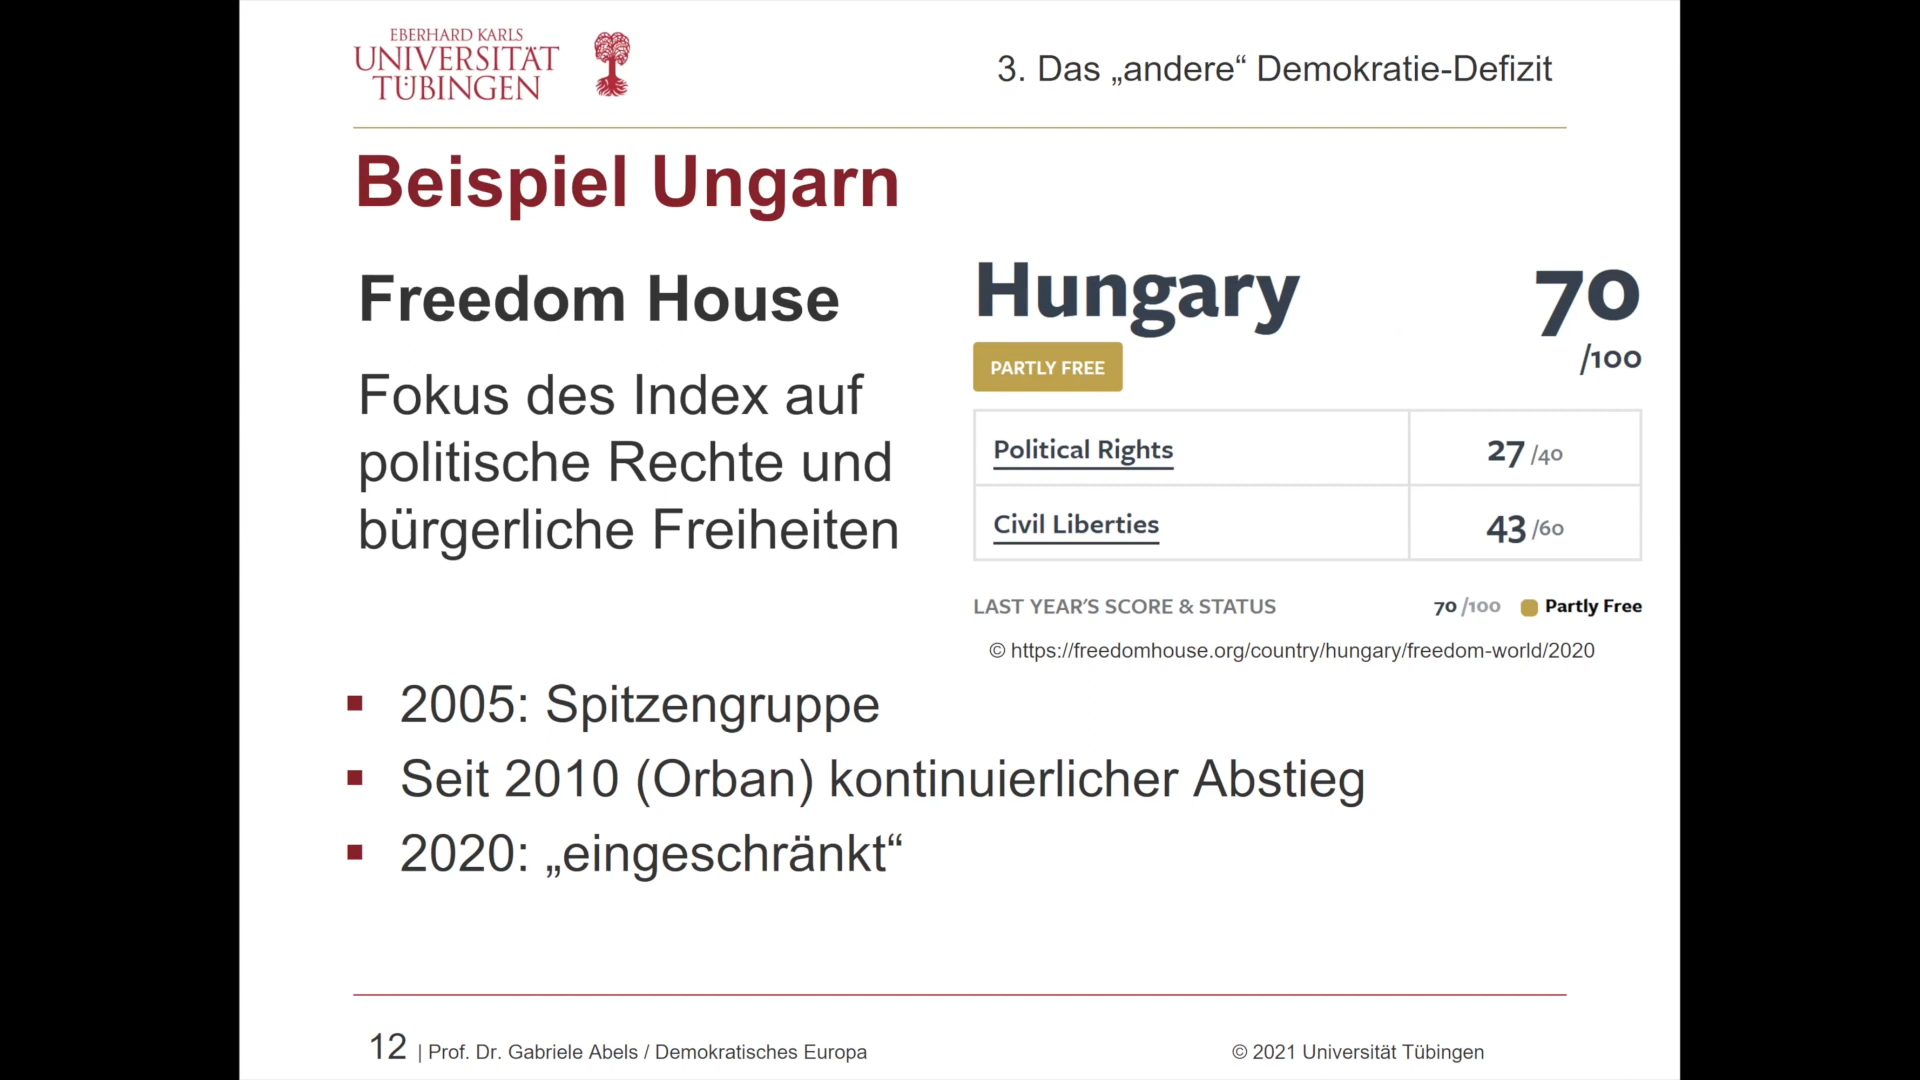 EBERHARD KARLS
UNIVERSITÄT
TÜBINGEN
3. Das „andere“ Demokratie-Defizit
Beispiel Ungarn
Freedom House
Fokus des Index auf
politische Rechte und
bürgerliche Freiheiten
Hungary 70
/100
PARTLY FREE
Political Rights 27 /40
Civil Liberties 43 /60
LAST YEAR’S SCORE & STATUS 70 /100 Partly Free
© https://freedomhouse.org/country/hungary/freedom-world/2020
▪ 2005: Spitzengruppe
▪ Seit 2010 (Orban) kontinuierlicher Abstieg
▪ 2020: „eingeschränkt“
12 | Prof. Dr. Gabriele Abels / Demokratisches Europa
© 2021 Universität Tübingen